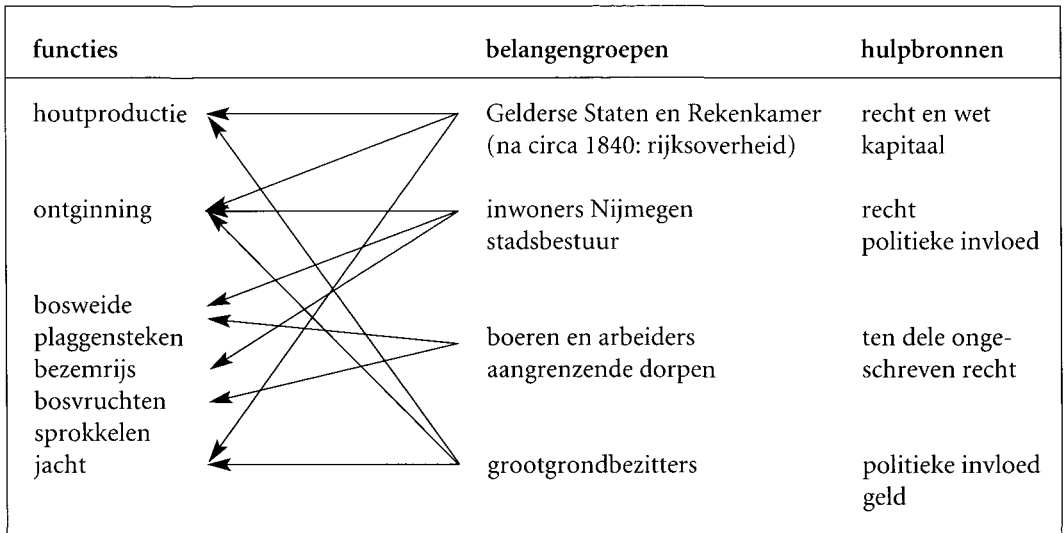 functies belangengroepen hulpbronnen
houtproductie Gelderse Staten en Rekenkamer recht en wet
(na circa 1840: rijksoverheid) kapitaal
ontginning inwoners Nijmegen recht
stadsbestuur politieke invloed
bosweide
plaggensteken boeren en arbeiders ten dele onge-
bezemrijs aangrenzende dorpen schreven recht
bosvruchten
sprokkelen
jacht grootgrondbezitters politieke invloed
geld